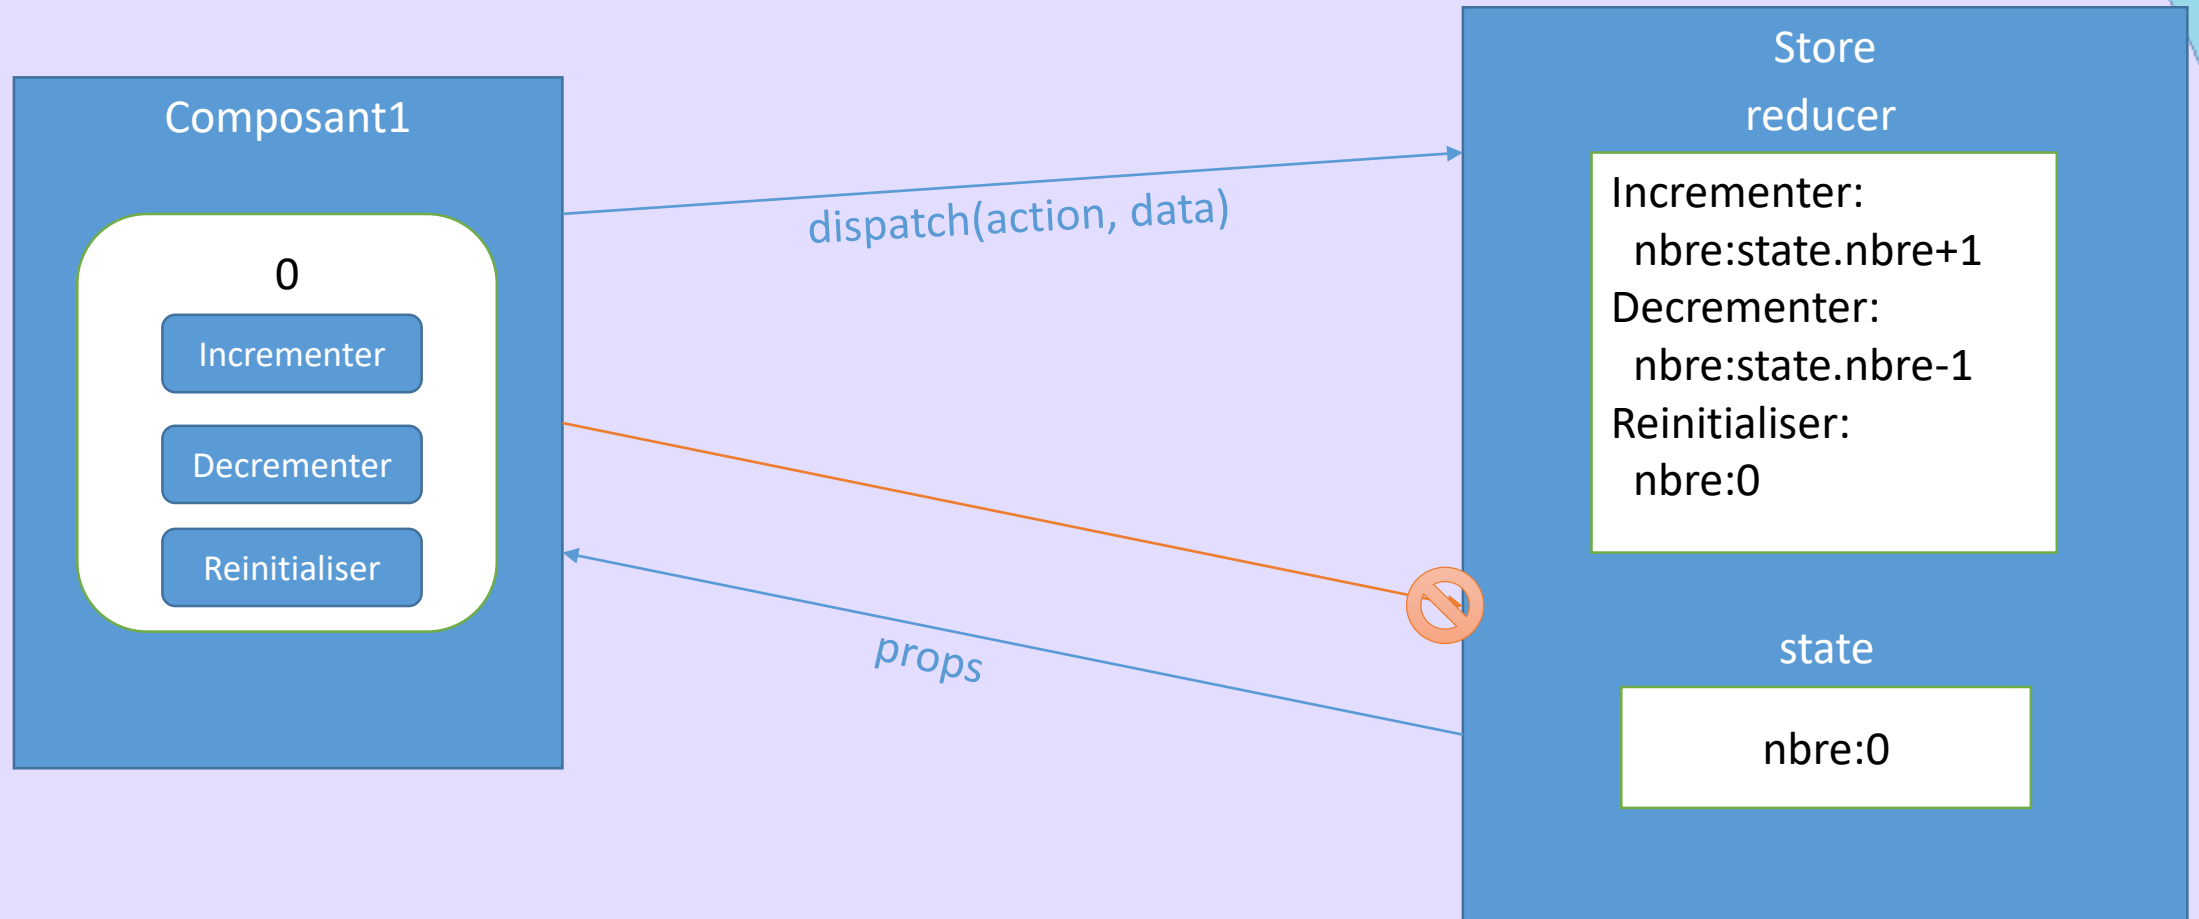 Composant1
0
Incrementer
Decrementer
Reinitialiser
dispatch(action, data)
props
Store
reducer
Incrementer:
nbre:state.nbre+1
Decrementer:
nbre:state.nbre-1
Reinitialiser:
nbre:0
state
nbre:0